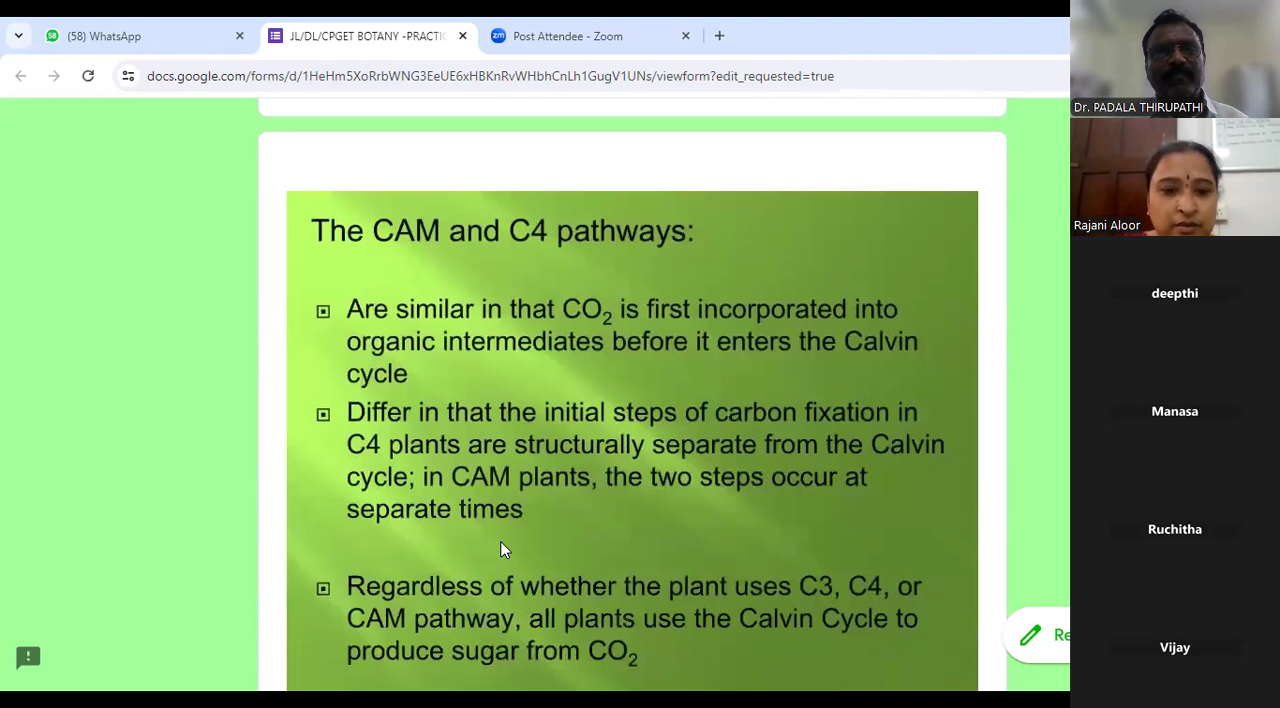 (58) WhatsApp
JL/DL/CPGET BOTANY -PRACTIC
Post Attendee - Zoom
docs.google.com/forms/d/1HeHm5XoRrbWNG3EeUE6xHBKnRvWHbhCnLh1GugV1UNs/viewform?edit_requested=true
The CAM and C4 pathways:
Are similar in that CO2 is first incorporated into
organic intermediates before it enters the Calvin
cycle
Differ in that the initial steps of carbon fixation in
C4 plants are structurally separate from the Calvin
cycle; in CAM plants, the two steps occur at
separate times
Regardless of whether the plant uses C3, C4, or
CAM pathway, all plants use the Calvin Cycle to
produce sugar from CO2
Re
Dr. PADALA THIRUPATHI
Rajani Aloor
deepthi
Manasa
Ruchitha
Vijay